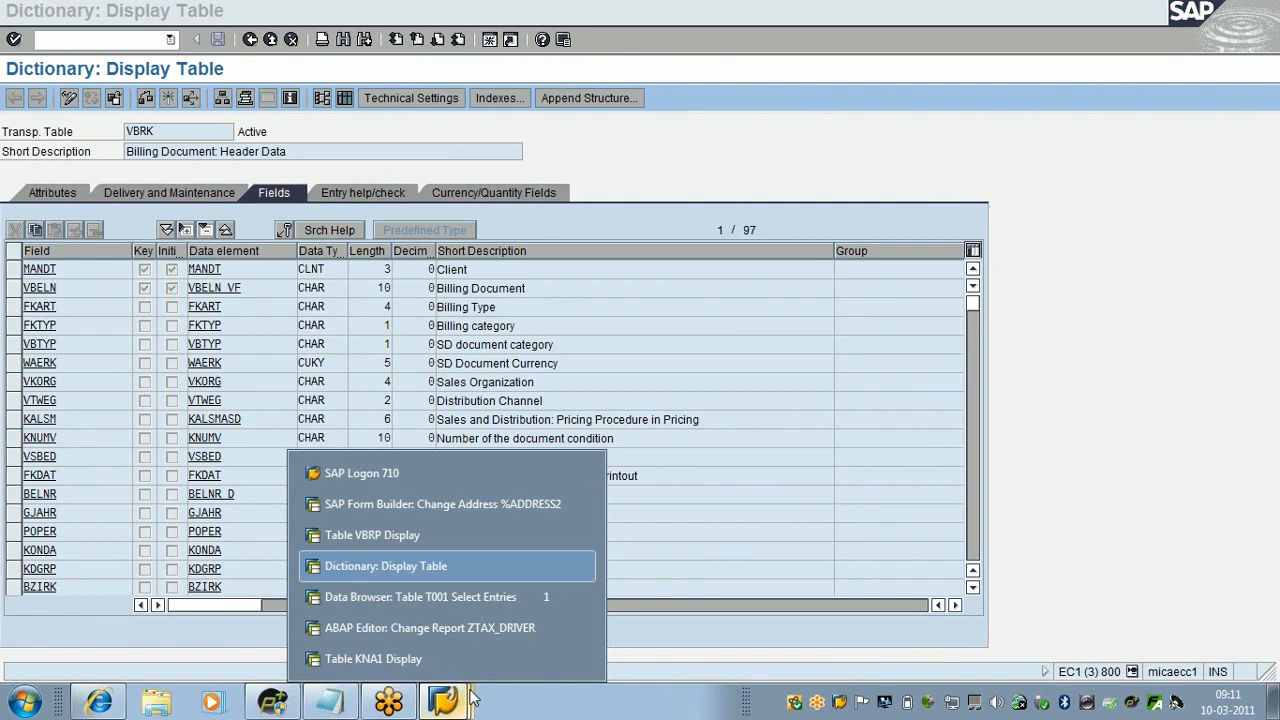 Dictionary: Display Table
SAP
Dictionary: Display Table
Technical Settings Indexes... Append Structure...
Transp. Table VBRK Active
Short Description Billing Document: Header Data
Attributes Delivery and Maintenance Fields Entry help/check Currency/Quantity Fields
Srch Help Predefined Type 1 / 97
Field Key Initi... Data element Data Ty... Length Decim... Short Description Group
MANDT MANDT CLNT 3 0 Client
VBELN VBELN_VF CHAR 10 0 Billing Document
FKART FKART CHAR 4 0 Billing Type
FKTYP FKTYP CHAR 1 0 Billing category
VBTYP VBTYP CHAR 1 0 SD document category
WAERK WAERK CUKY 5 0 SD Document Currency
VKORG VKORG CHAR 4 0 Sales Organization
VTWEG VTWEG CHAR 2 0 Distribution Channel
KALSM KALSMASD CHAR 6 0 Sales and Distribution: Pricing Procedure in Pricing
KNUMV KNUMV CHAR 10 0 Number of the document condition
VSBED VSBED
FKDAT FKDAT rintout
BELNR BELNR_D
GJAHR GJAHR
POPER POPER
KONDA KONDA
KDGRP KDGRP
BZIRK BZIRK
SAP Logon 710
SAP Form Builder: Change Address %ADDRESS2
Table VBRP Display
Dictionary: Display Table
Data Browser: Table T001 Select Entries 1
ABAP Editor: Change Report ZTAX_DRIVER
Table KNA1 Display
EC1 (3) 800 micaecc1 INS
09:11
10-03-2011